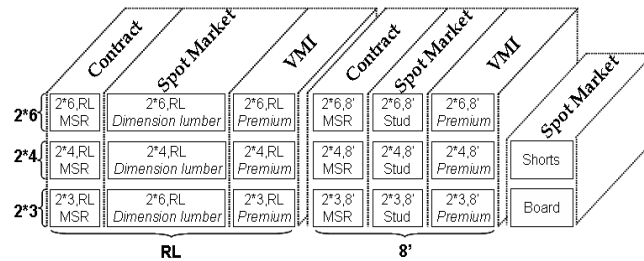 Contract
Spot Market
VMI
Contract
Spot Market
VMI
Spot Market
2*6
2*6,RL
MSR
2*6,RL
Dimension lumber
2*6,RL
Premium
2*6,8'
MSR
2*6,8'
Stud
2*6,8'
Premium
2*4
2*4,RL
MSR
2*4,RL
Dimension lumber
2*4,RL
Premium
2*4,8'
MSR
2*4,8'
Stud
2*4,8'
Premium
Shorts
2*3
2*3,RL
MSR
2*6,RL
Dimension lumber
2*3,RL
Premium
2*3,8'
MSR
2*3,8'
Stud
2*3,8'
Premium
Board
RL
8'